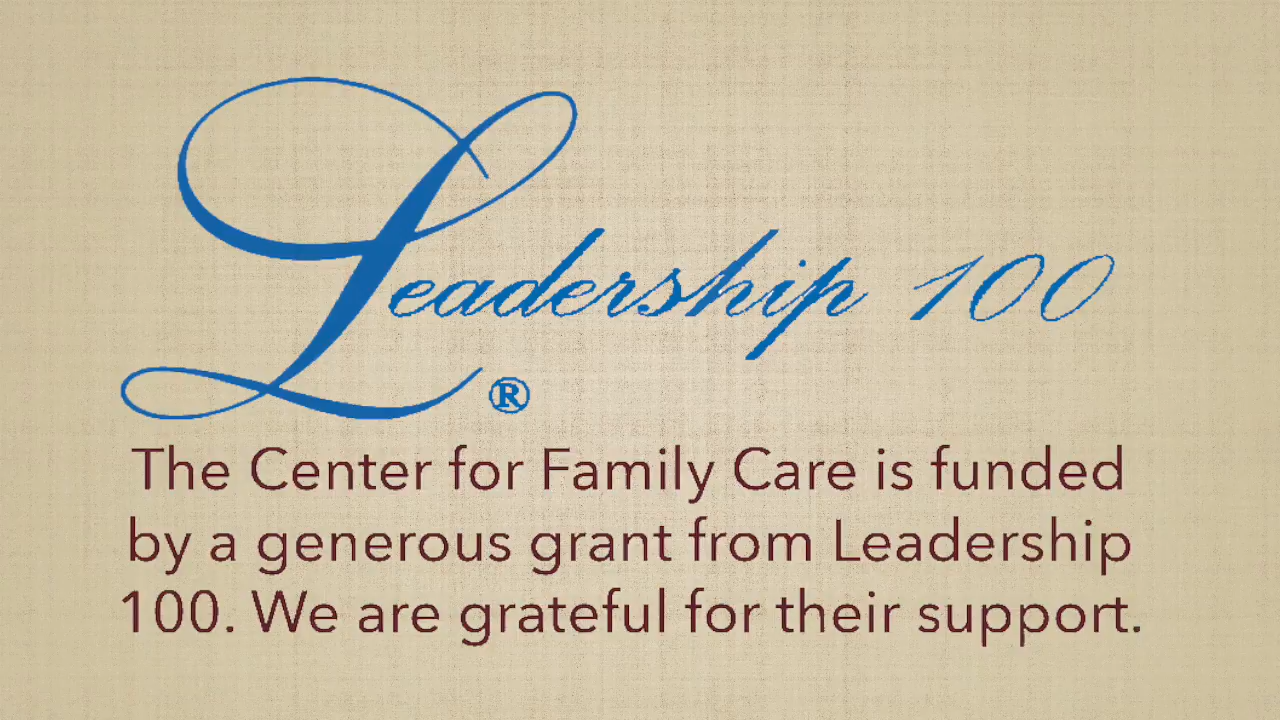 Leadership 100
®
The Center for Family Care is funded
by a generous grant from Leadership
100. We are grateful for their support.